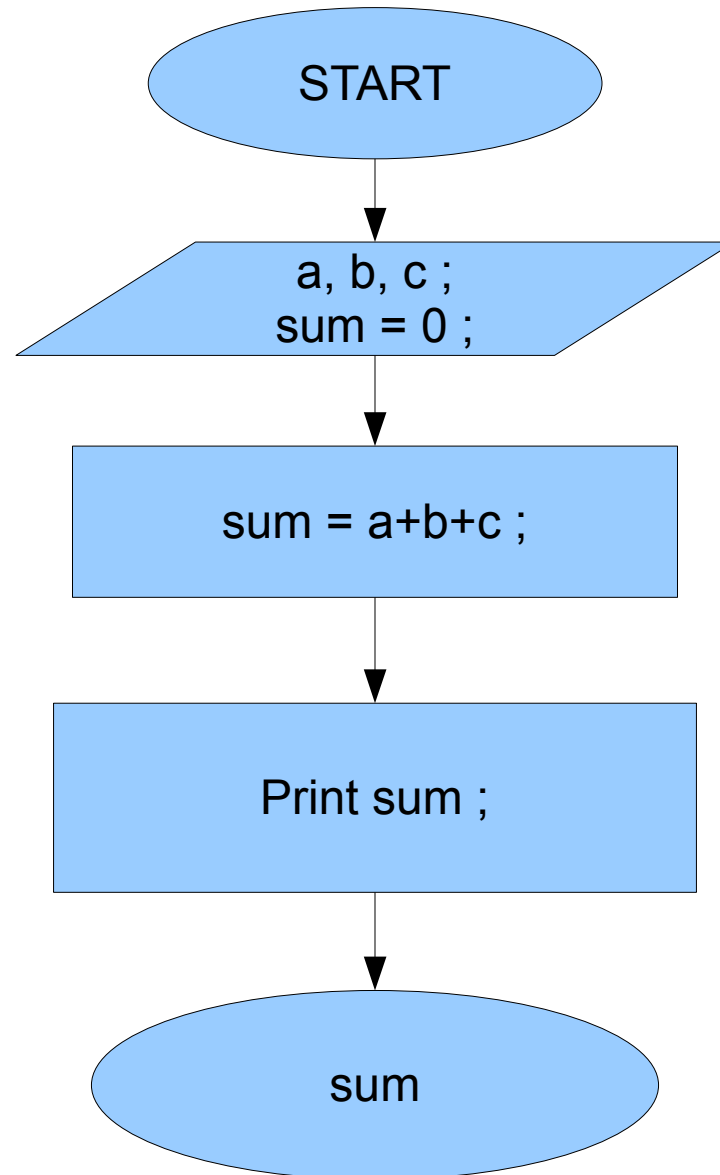 START
a, b, c ;
sum = 0 ;
sum = a+b+c ;
Print sum ;
sum